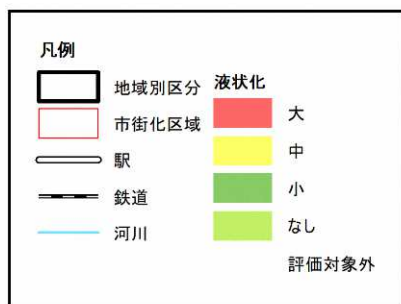 凡例
地域別区分
市街化区域
駅
鉄道
河川
液状化
大
中
小
なし
評価対象外